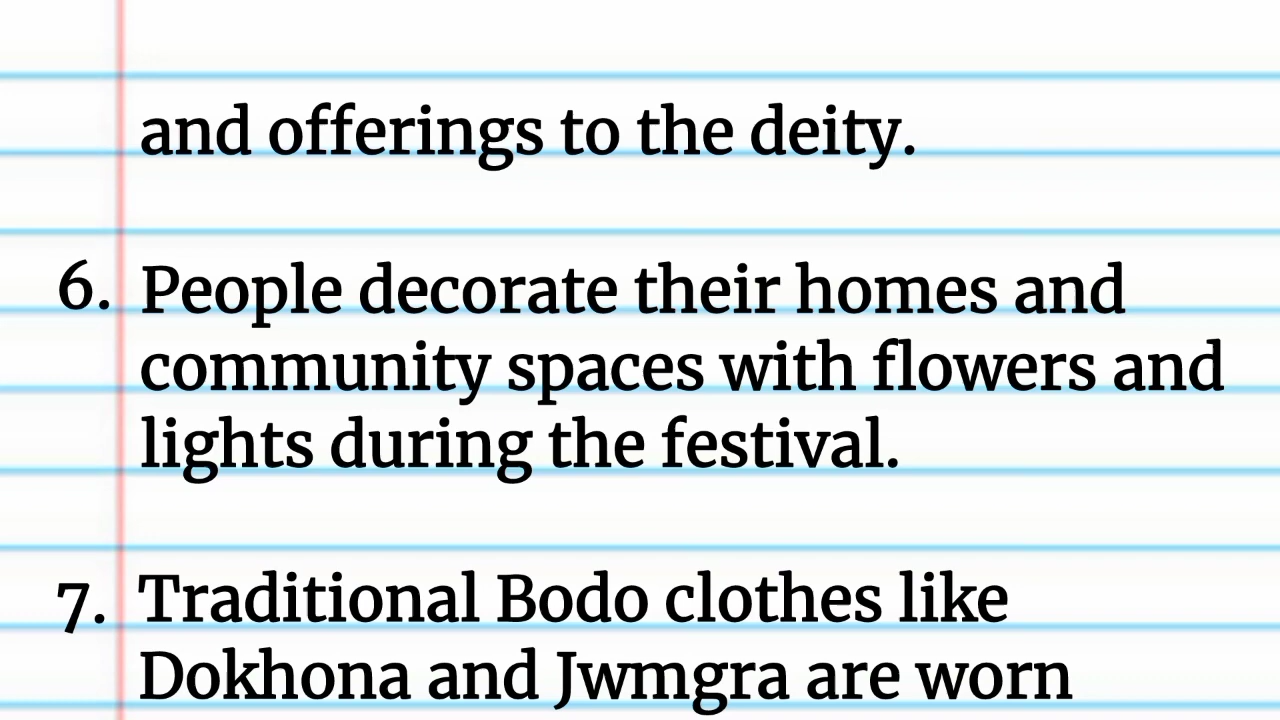 and offerings to the deity.
6. People decorate their homes and
community spaces with flowers and
lights during the festival.
7. Traditional Bodo clothes like
Dokhona and Jwmgra are worn